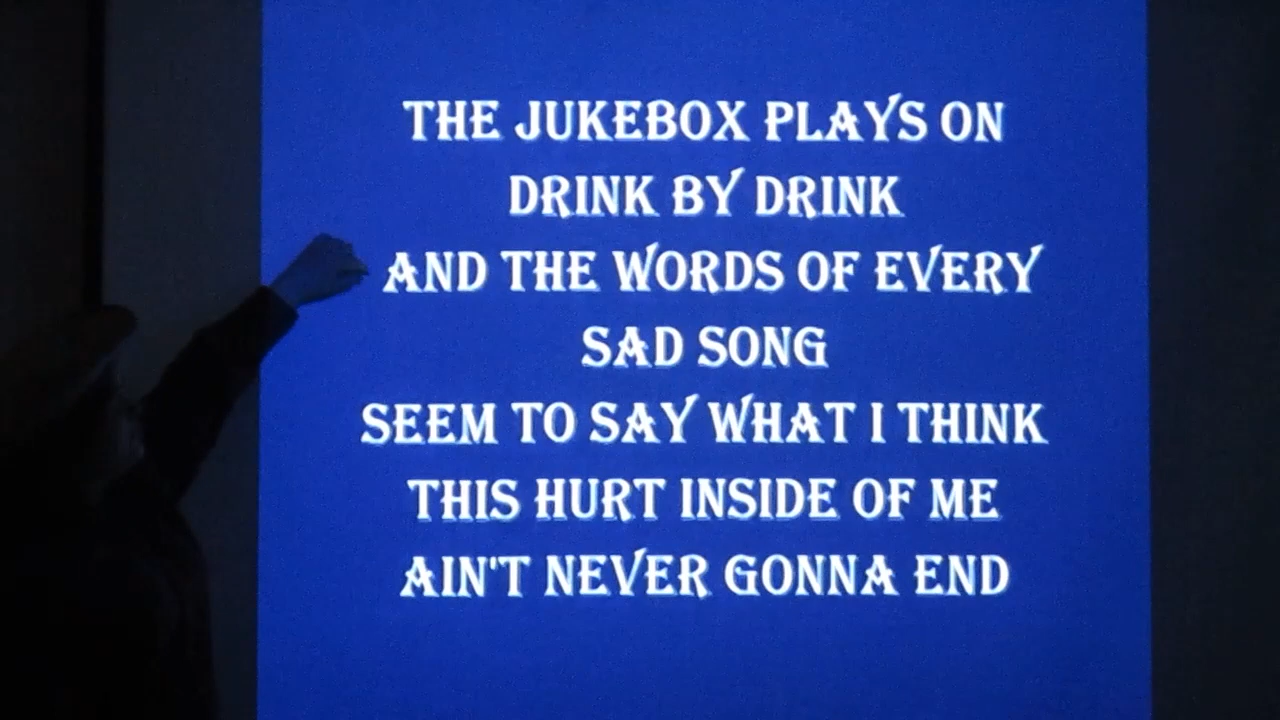 THE JUKEBOX PLAYS ON
DRINK BY DRINK
AND THE WORDS OF EVERY
SAD SONG
SEEM TO SAY WHAT I THINK
THIS HURT INSIDE OF ME
AIN'T NEVER GONNA END